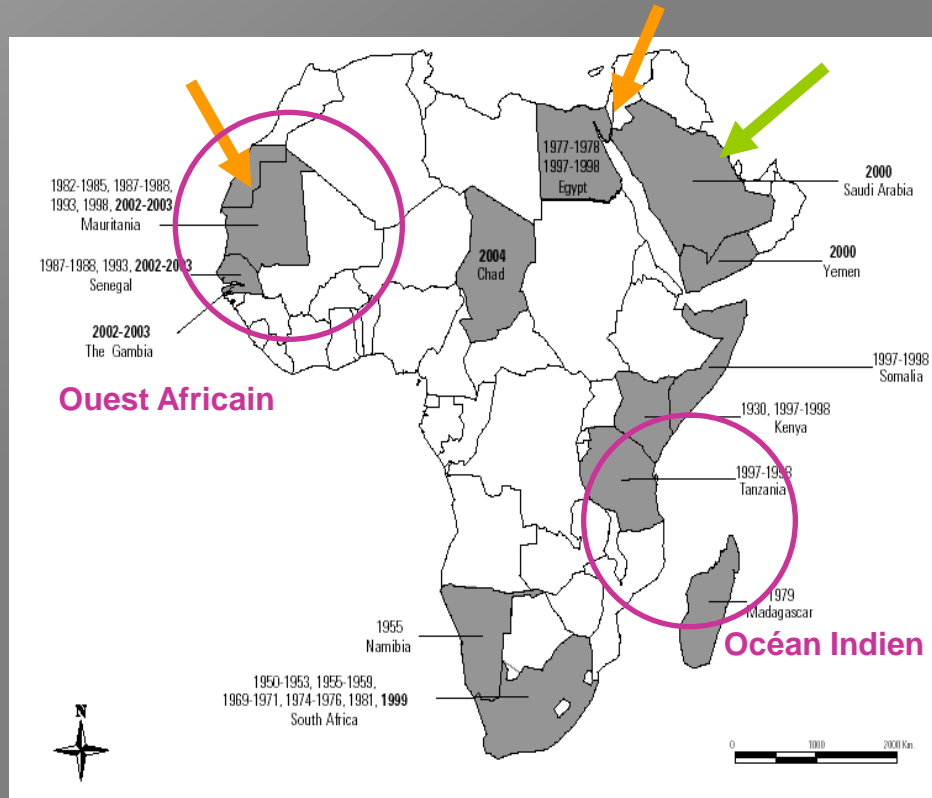 1977-1978
1997-1998
Egypt
2000
Saudi Arabia
1982-1985, 1987-1988,
1993, 1998, 2002-2003
Mauritania
2000
Yemen
1987-1988, 1993, 2002-2003
Senegal
2004
Chad
2002-2003
The Gambia
1997-1998
Somalia
Ouest Africain
1930, 1997-1998
Kenya
1997-1998
Tanzania
1979
Madagascar
1955
Namibia
Océán Indien
1950-1953, 1955-1959,
1969-1971, 1974-1976, 1981, 1999
South Africa
N
0 1000 2000 Km.